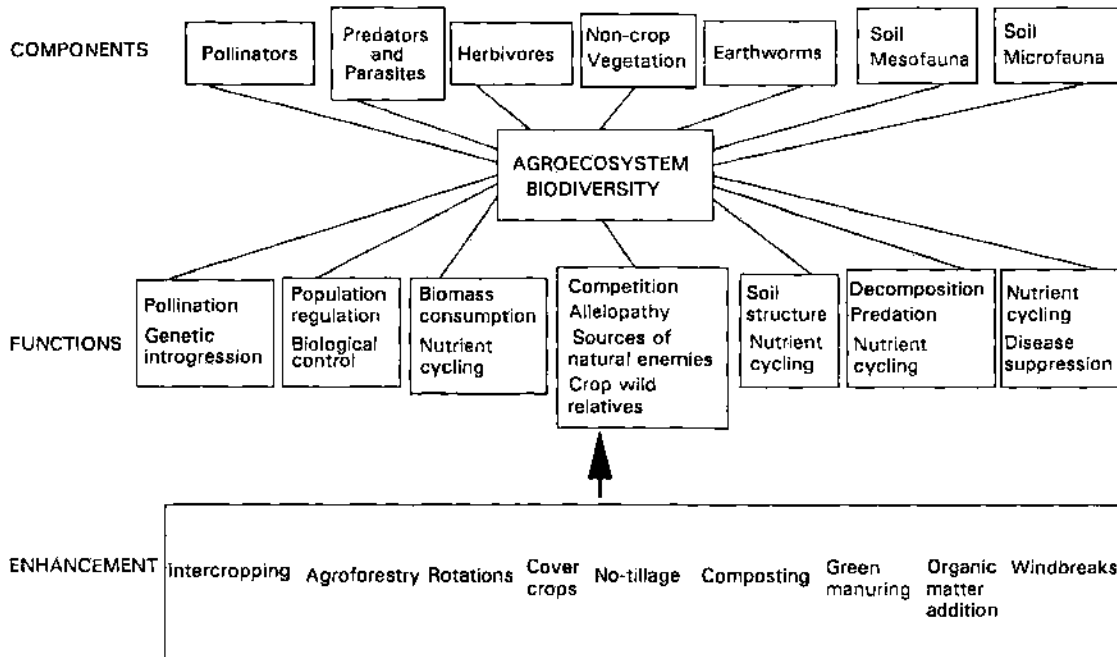 COMPONENTS
Pollinators
Predators
and
Parasites
Herbivores
Non-crop
Vegetation
Earthworms
Soil
Mesofauna
Soil
Microfauna
AGROECOSYSTEM
BIODIVERSITY
FUNCTIONS
Pollination
Genetic
introgression
Population
regulation
Biological
control
Biomass
consumption
Nutrient
cycling
Competition
Allelopathy
Sources of
natural enemies
Crop wild
relatives
Soil
structure
Nutrient
cycling
Decomposition
Predation
Nutrient
cycling
Nutrient
cycling
Disease
suppression
ENHANCEMENT
Intercropping
Agroforestry
Rotations
Cover
crops
No-tillage
Composting
Green
manuring
Organic
matter
addition
Windbreaks